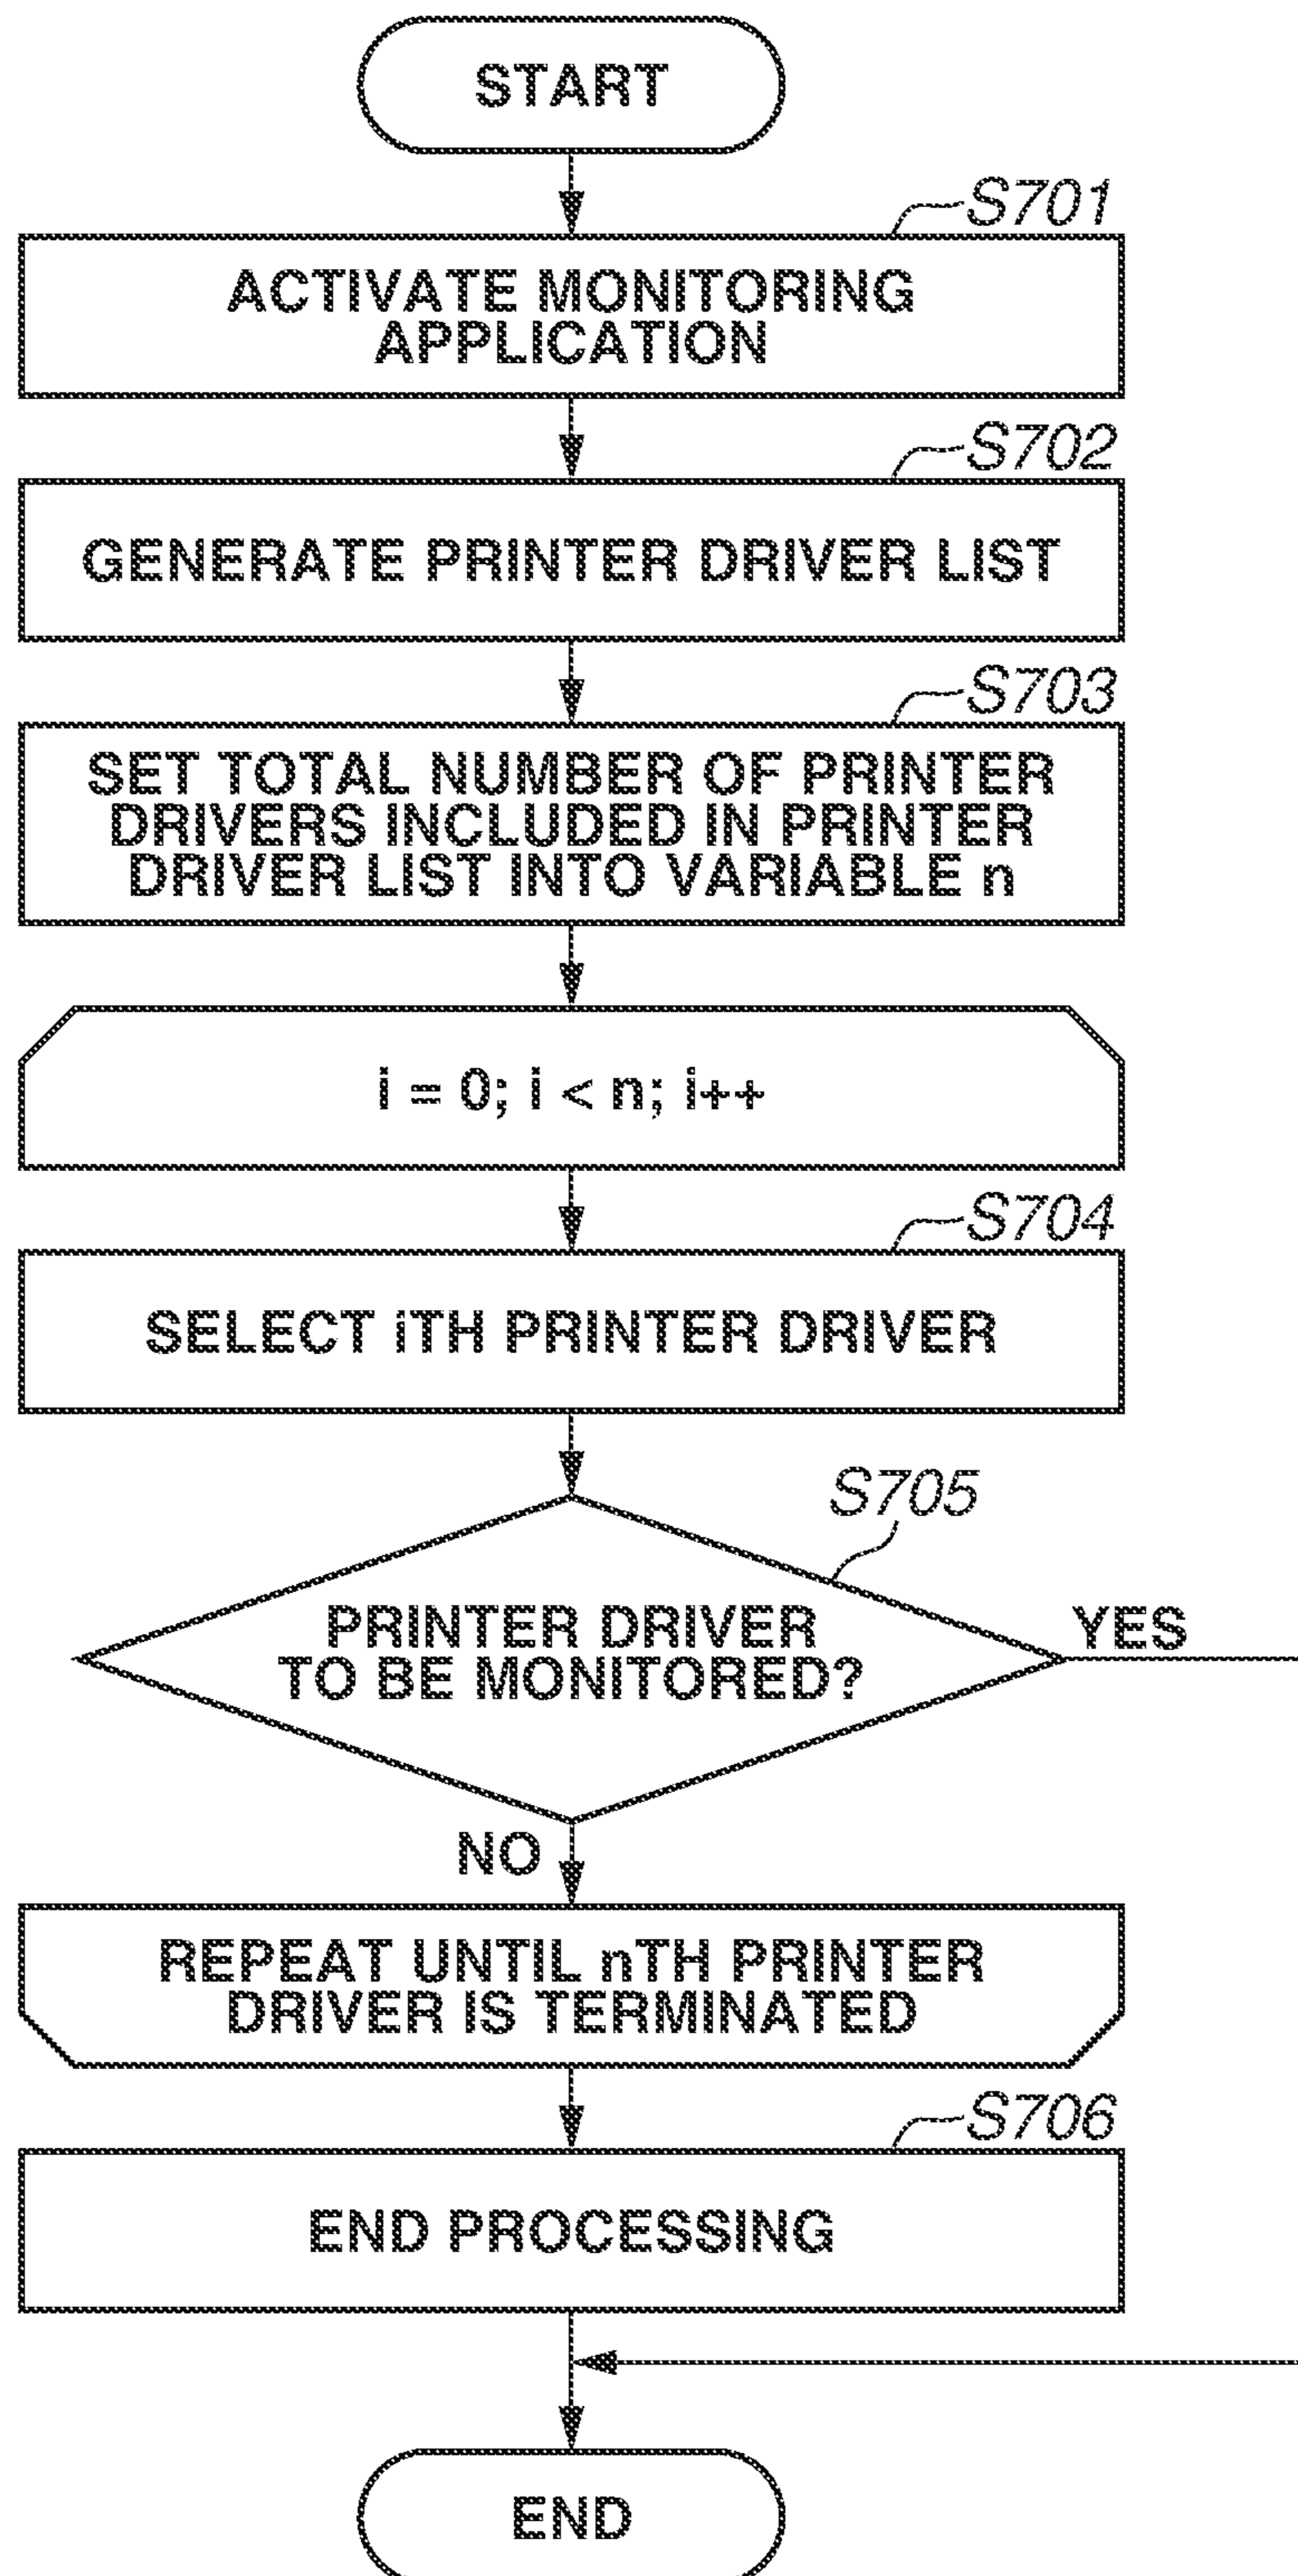 START
S701
ACTIVATE MONITORING
APPLICATION
S702
GENERATE PRINTER DRIVER LIST
S703
SET TOTAL NUMBER OF PRINTER
DRIVERS INCLUDED IN PRINTER
DRIVER LIST INTO VARIABLE n
i = 0; i < n; i++
S704
SELECT iTH PRINTER DRIVER
S705
PRINTER DRIVER
TO BE MONITORED?
YES
NO
REPEAT UNTIL nTH PRINTER
DRIVER IS TERMINATED
S706
END PROCESSING
END